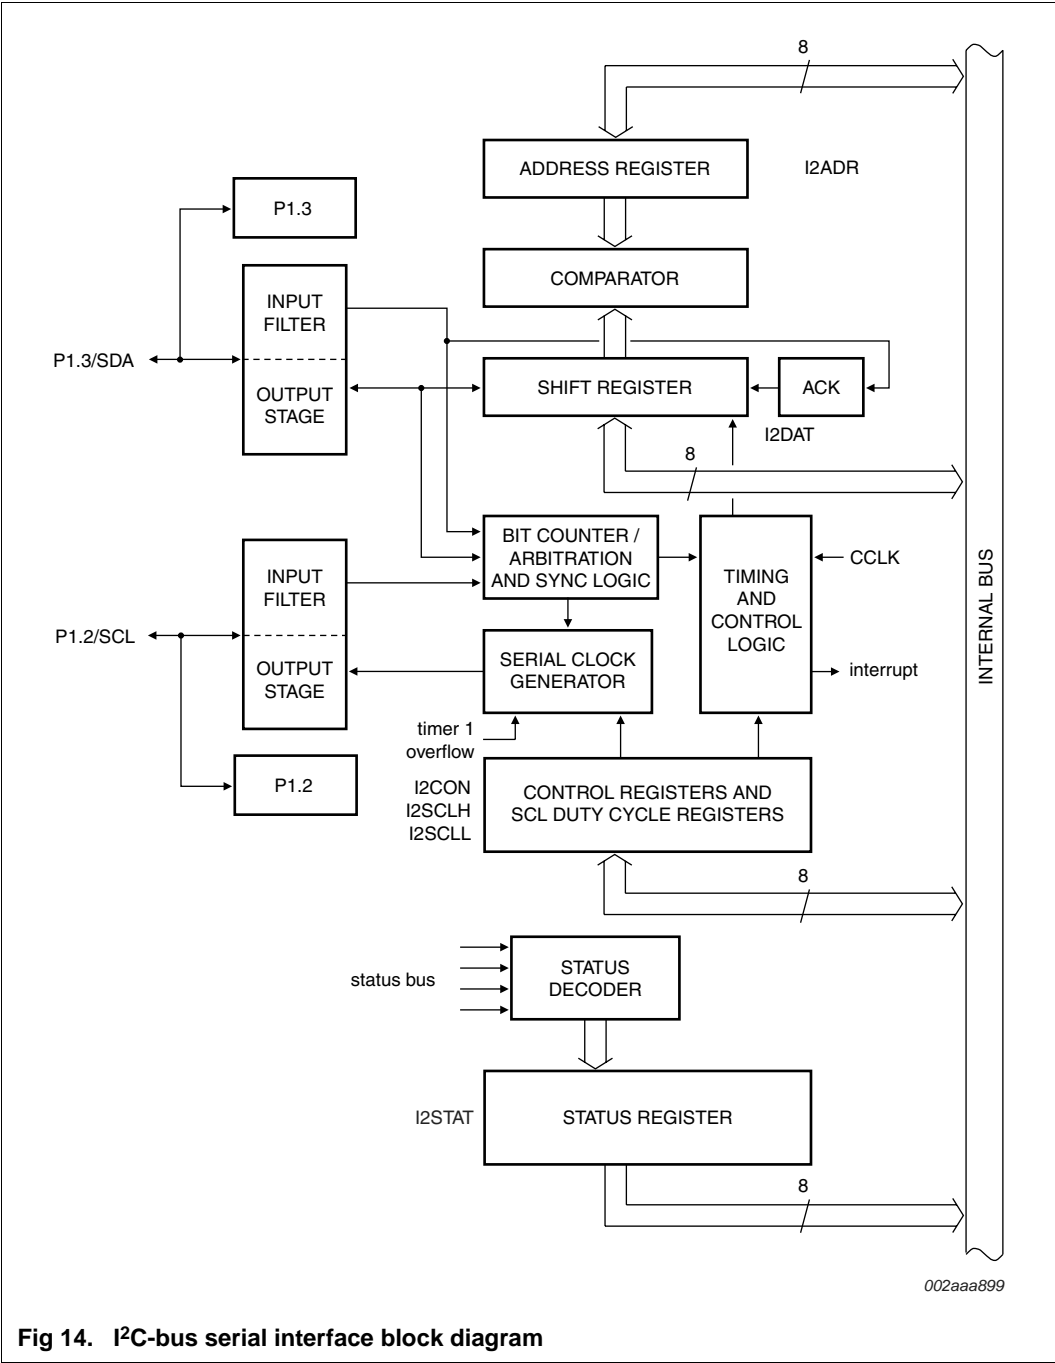 8
ADDRESS REGISTER
I2ADR
P1.3
COMPARATOR
INPUT
FILTER
P1.3/SDA
OUTPUT
STAGE
SHIFT REGISTER
ACK
I2DAT
8
BIT COUNTER /
ARBITRATION
AND SYNC LOGIC
INPUT
FILTER
TIMING
AND
CONTROL
LOGIC
CCLK
INTERNAL BUS
P1.2/SCL
OUTPUT
STAGE
SERIAL CLOCK
GENERATOR
interrupt
timer 1
overflow
P1.2
I2CON
I2SCLH
I2SCLL
CONTROL REGISTERS AND
SCL DUTY CYCLE REGISTERS
8
status bus
STATUS
DECODER
I2STAT
STATUS REGISTER
8
002aaa899
Fig 14. I²C-bus serial interface block diagram